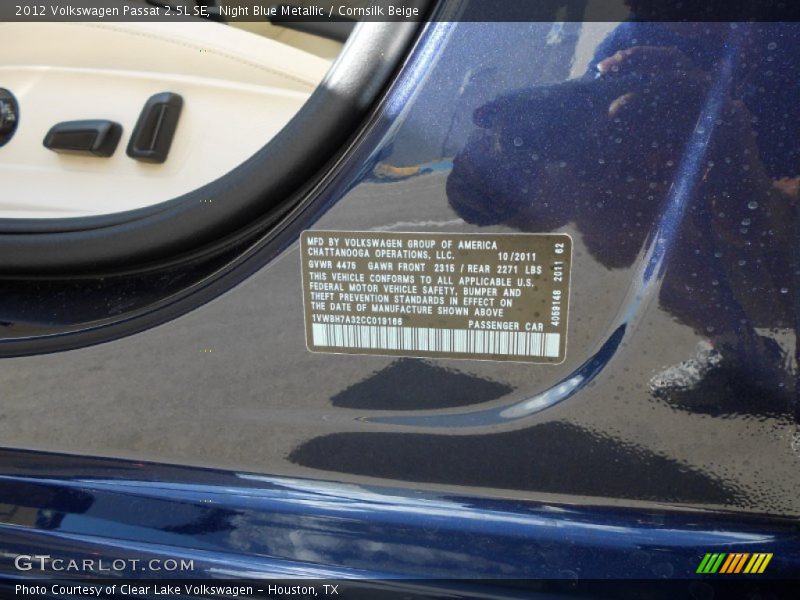 2012 Volkswagen Passat 2.5L SE, Night Blue Metallic / Cornsilk Beige
MFD BY VOLKSWAGEN GROUP OF AMERICA
CHATTANOOGA OPERATIONS, LLC. 10/2011
GVWR 4475 GAWR FRONT 2315 / REAR 2271 LBS
THIS VEHICLE CONFORMS TO ALL APPLICABLE U.S.
FEDERAL MOTOR VEHICLE SAFETY, BUMPER AND
THEFT PREVENTION STANDARDS IN EFFECT ON
THE DATE OF MANUFACTURE SHOWN ABOVE
1VWBH7A32CC019166 PASSENGER CAR
4059148 2011 62
GTCARLOT.COM
Photo Courtesy of Clear Lake Volkswagen - Houston, TX